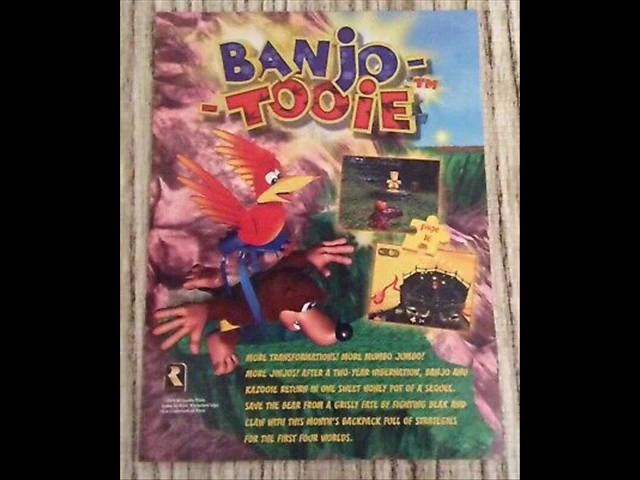 BANJO-
-TOOIE™
MORE TRANSFORMATIONS! MORE MUMBO JUMBO!
MORE JINJOS! AFTER A TWO-YEAR HIBERNATION, BANJO AND
KAZOOIE RETURN IN ONE SWEET HONEY POT OF A SEQUEL.
SAVE THE BEAR FROM A GRISLY FATE BY FIGHTING BEAK AND
CLAW WITH THIS MONTH'S BACKPACK FULL OF STRATEGIES
FOR THE FIRST FOUR WORLDS.
R